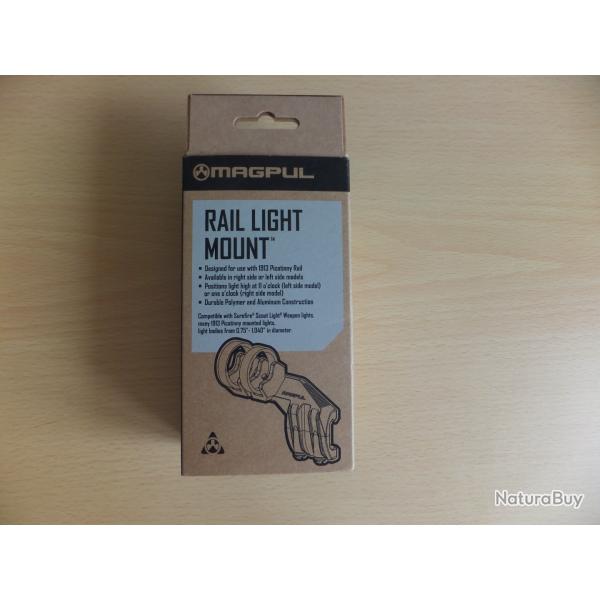 MAGPUL
RAIL LIGHT
MOUNT™
• Designed for use with 1913 Picatinny Rail
• Available in right side or left side models
• Positions light high at 11 o'clock (left side model)
or one o'clock (right side model)
• Durable Polymer and Aluminum Construction
Compatible with Surefire® Scout Light® Weapon lights,
many 1913 Picatinny mounted lights,
light bodies from 0.75"- 1.040" in diameter.
MAGPUL
NaturaBuy